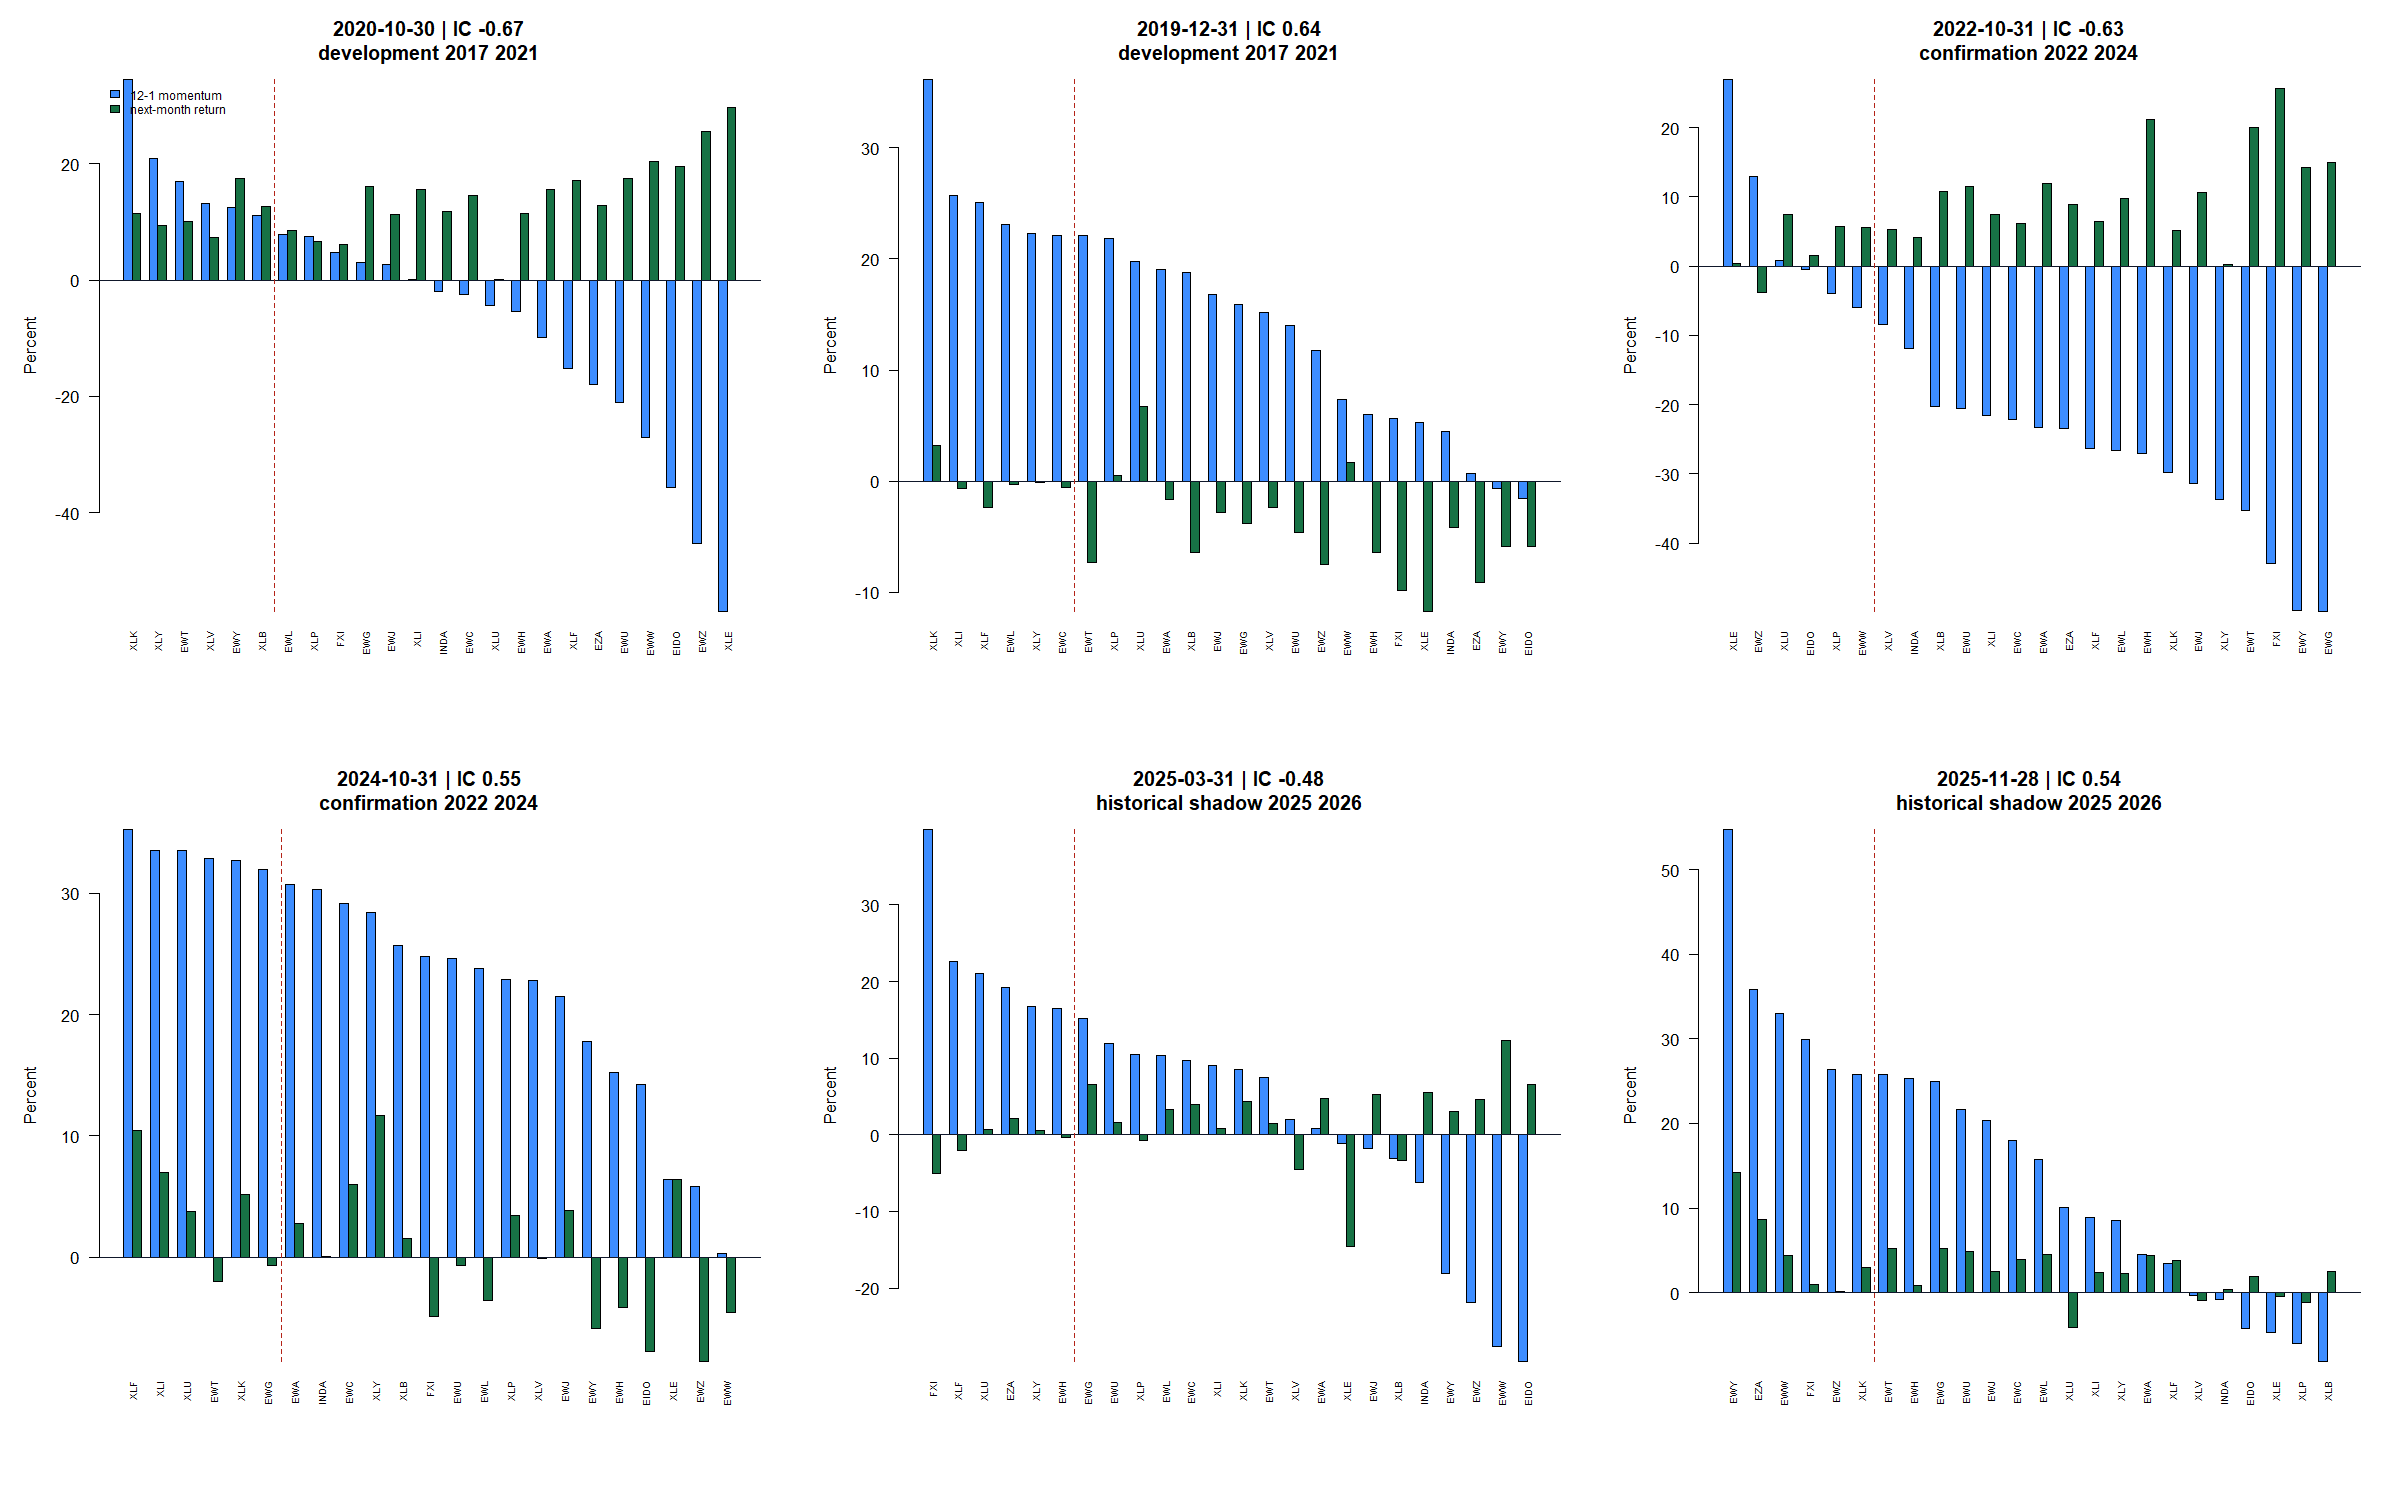 2020-10-30 | IC -0.67
development 2017 2021
12-1 momentum
next-month return
Percent
20
0
-20
-40
XLK XLY EWT XLV EWY XLB EWL XLP FXI EWG EWJ XLI INDA EWC XLU EWH EWA XLF EZA EWU EWW EIDO EWZ XLE
2019-12-31 | IC 0.64
development 2017 2021
Percent
30
20
10
0
-10
XLK XLI XLF EWL XLY EWC EWT XLP XLU EWA XLB EWJ EWG XLV EWU EWZ EWW EWH FXI XLE INDA EZA EWY EIDO
2022-10-31 | IC -0.63
confirmation 2022 2024
Percent
20
10
0
-10
-20
-30
-40
XLE EWZ XLU EIDO XLP EWW XLV INDA XLB EWU XLI EWC EWA EZA XLF EWL EWH XLK EWJ XLY EWT FXI EWY EWG
2024-10-31 | IC 0.55
confirmation 2022 2024
Percent
30
20
10
0
XLF XLI XLU EWT XLK EWG EWA INDA EWC XLY XLB FXI EWU EWL XLP XLV EWJ EWY EWH EIDO XLE EWZ EWW
2025-03-31 | IC -0.48
historical shadow 2025 2026
Percent
30
20
10
0
-10
-20
FXI XLF XLU EZA XLY EWH EWG EWU XLP EWL EWC XLI XLK EWT XLV EWA XLE EWJ XLB INDA EWY EWZ EWW EIDO
2025-11-28 | IC 0.54
historical shadow 2025 2026
Percent
50
40
30
20
10
0
EWY EZA EWW FXI EWZ XLK EWT EWH EWG EWU EWJ EWC EWL XLU XLI XLY EWA XLF XLV INDA EIDO XLE XLP XLB